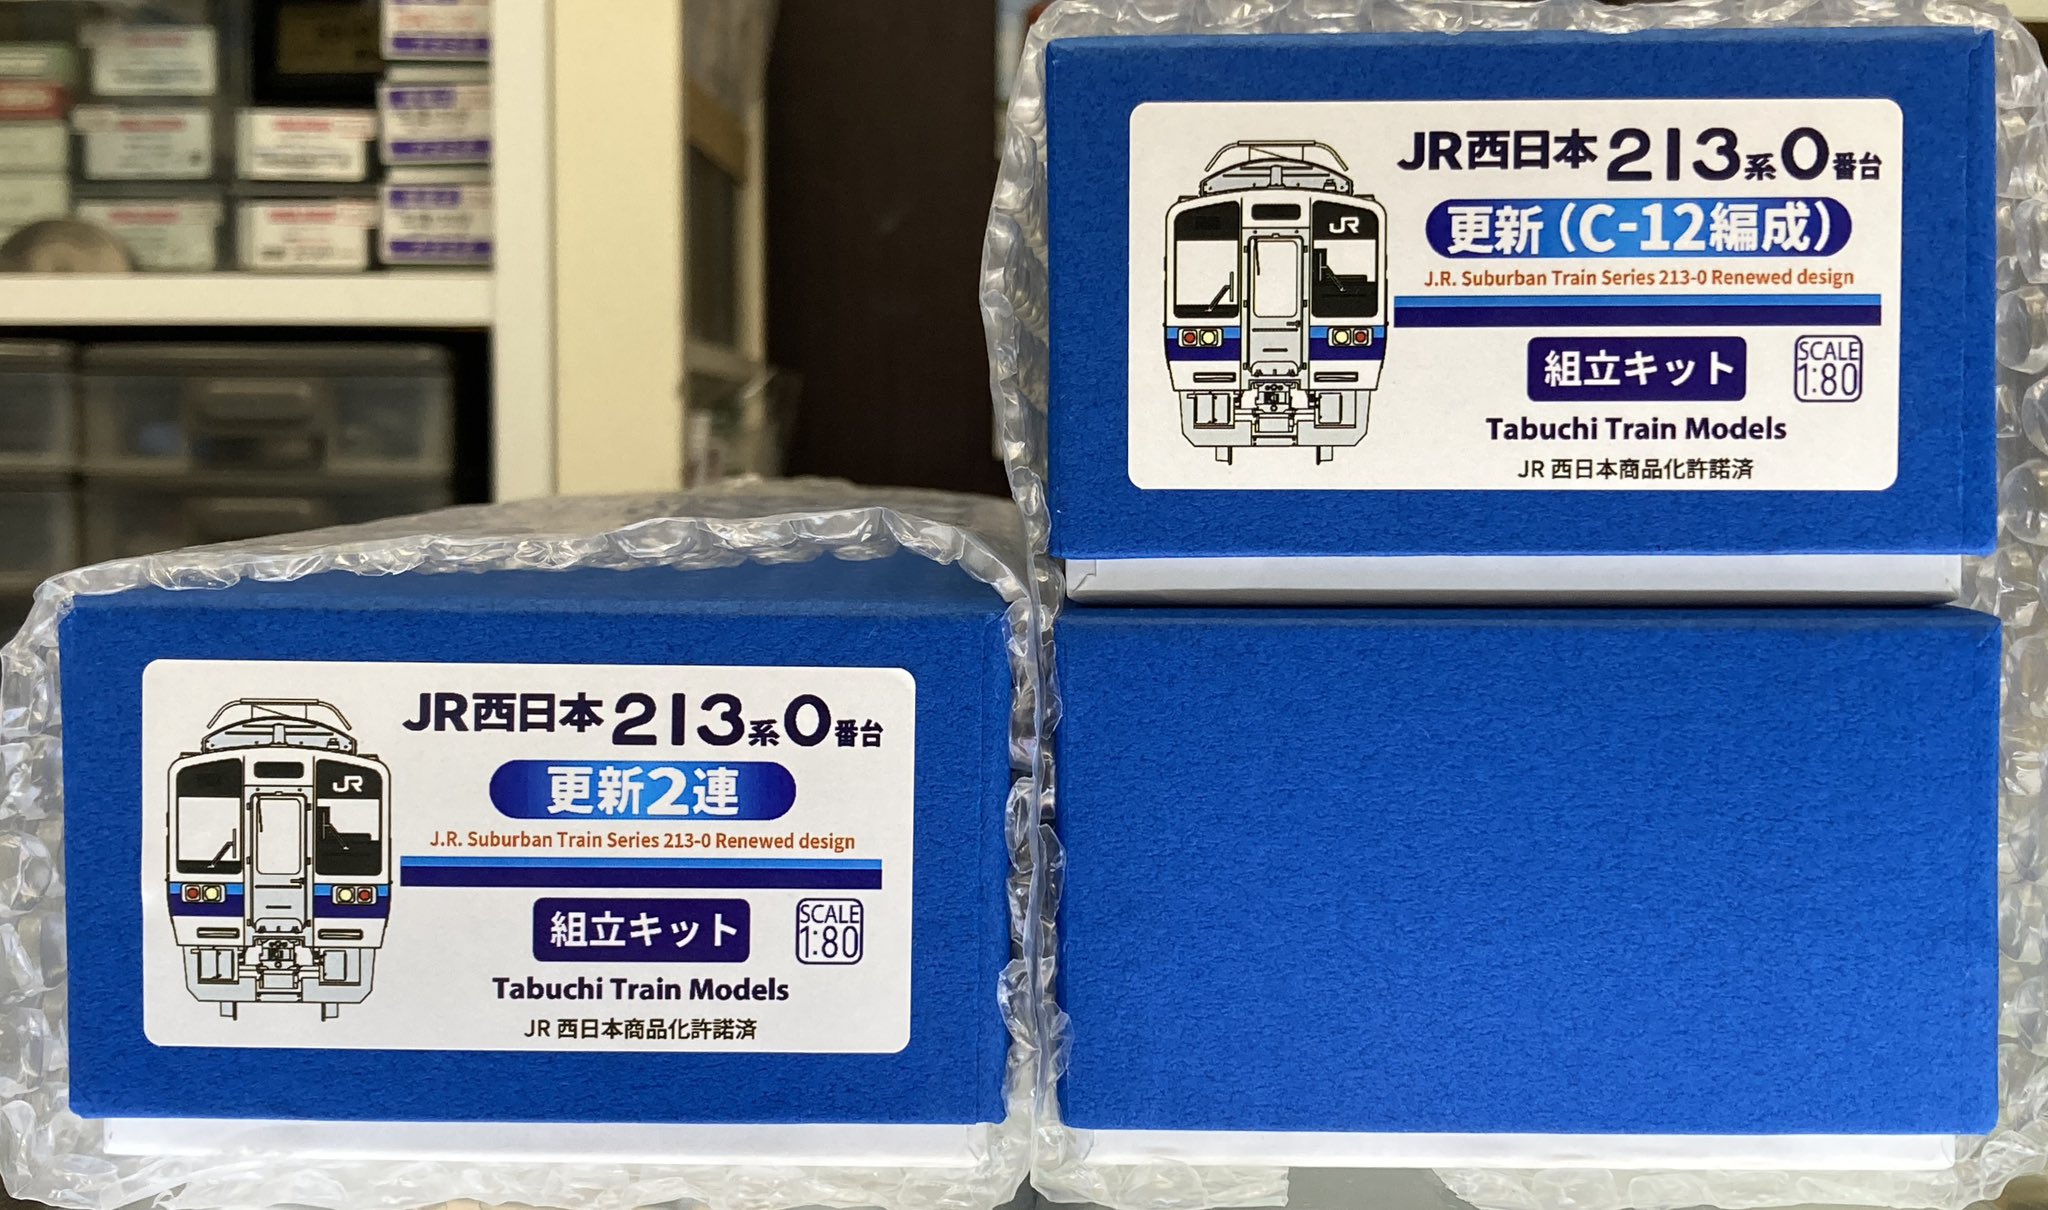 JR西日本213系0番台
更新(C-12編成)
J.R. Suburban Train Series 213-0 Renewed design
JR
組立キット
SCALE
1:80
Tabuchi Train Models
JR 西日本商品化許諾済
JR西日本213系0番台
更新2連
J.R. Suburban Train Series 213-0 Renewed design
JR
組立キット
SCALE
1:80
Tabuchi Train Models
JR 西日本商品化許諾済